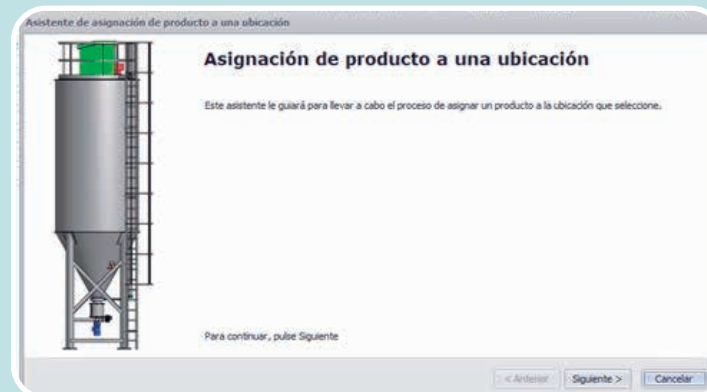 Asistente de asignación de producto a una ubicación
Asignación de producto a una ubicación
Este asistente le guiará para llevar a cabo el proceso de asignar un producto a la ubicación que seleccione.
Para continuar, pulse Siguiente
< Anterior
Siguiente >
Cancelar